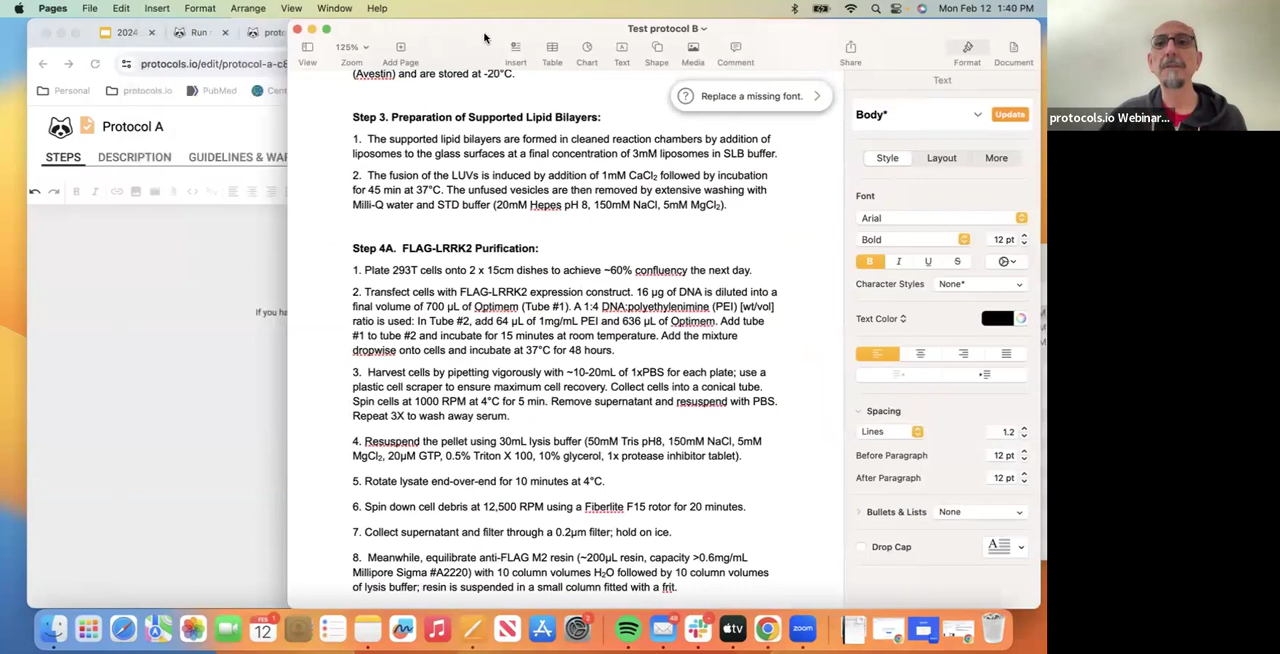 Pages File Edit Insert Format Arrange View Window Help Mon Feb 12 1:40 PM
2024 Run proto
Test protocol B
protocols.io/edit/protocol-a-c8
125%
View Zoom Add Page Insert Table Chart Text Shape Media Comment Share Format Document
Personal protocols.io PubMed Cent
Protocol A
STEPS DESCRIPTION GUIDELINES & WAR
If you ha
(Avestin) and are stored at -20°C.
Replace a missing font.
Step 3. Preparation of Supported Lipid Bilayers:
1. The supported lipid bilayers are formed in cleaned reaction chambers by addition of
liposomes to the glass surfaces at a final concentration of 3mM liposomes in SLB buffer.
2. The fusion of the LUVs is induced by addition of 1mM CaCl₂ followed by incubation
for 45 min at 37°C. The unfused vesicles are then removed by extensive washing with
Milli-Q water and STD buffer (20mM Hepes pH 8, 150mM NaCl, 5mM MgCl₂).
Step 4A. FLAG-LRRK2 Purification:
1. Plate 293T cells onto 2 x 15cm dishes to achieve ~60% confluency the next day.
2. Transfect cells with FLAG-LRRK2 expression construct. 16 µg of DNA is diluted into a
final volume of 700 µL of Optimem (Tube #1). A 1:4 DNA:polyethylenimine (PEI) [wt/vol]
ratio is used: In Tube #2, add 64 µL of 1mg/mL PEI and 636 µL of Optimem. Add tube
#1 to tube #2 and incubate for 15 minutes at room temperature. Add the mixture
dropwise onto cells and incubate at 37°C for 48 hours.
3. Harvest cells by pipetting vigorously with ~10-20mL of 1xPBS for each plate; use a
plastic cell scraper to ensure maximum cell recovery. Collect cells into a conical tube.
Spin cells at 1000 RPM at 4°C for 5 min. Remove supernatant and resuspend with PBS.
Repeat 3X to wash away serum.
4. Resuspend the pellet using 30mL lysis buffer (50mM Tris pH8, 150mM NaCl, 5mM
MgCl₂, 20µM GTP, 0.5% Triton X 100, 10% glycerol, 1x protease inhibitor tablet).
5. Rotate lysate end-over-end for 10 minutes at 4°C.
6. Spin down cell debris at 12,500 RPM using a Fiberlite F15 rotor for 20 minutes.
7. Collect supernatant and filter through a 0.2µm filter; hold on ice.
8. Meanwhile, equilibrate anti-FLAG M2 resin (~200µL resin, capacity >0.6mg/mL
Millipore Sigma #A2220) with 10 column volumes H₂O followed by 10 column volumes
of lysis buffer; resin is suspended in a small column fitted with a frit.
Text
Body* Update
Style Layout More
Font
Arial
Bold 12 pt
B I U S
Character Styles None*
Text Color
Spacing
Lines 1.2
Before Paragraph 12 pt
After Paragraph 12 pt
Bullets & Lists None
Drop Cap
protocols.io Webinar...
FEB
12
tv
zoom